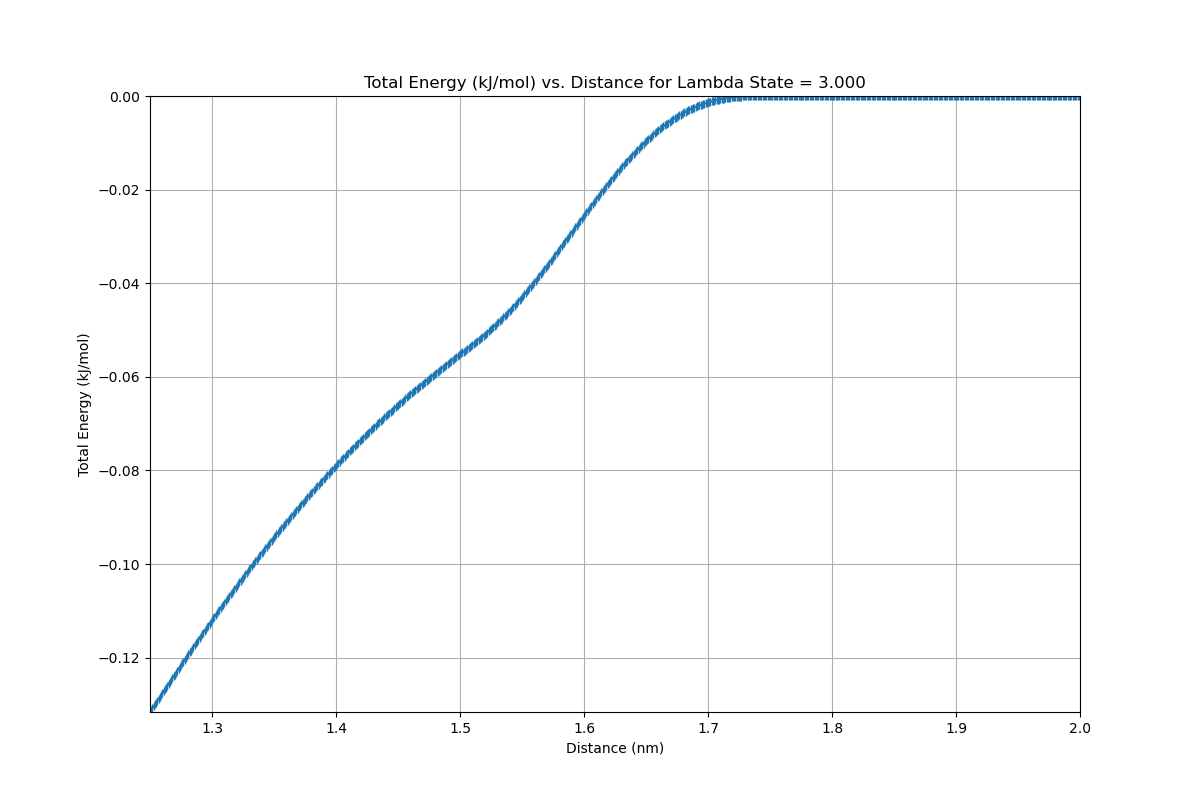 Total Energy (kJ/mol) vs. Distance for Lambda State = 3.000
0.00
−0.02
−0.04
−0.06
−0.08
−0.10
−0.12
Total Energy (kJ/mol)
1.3 1.4 1.5 1.6 1.7 1.8 1.9 2.0
Distance (nm)